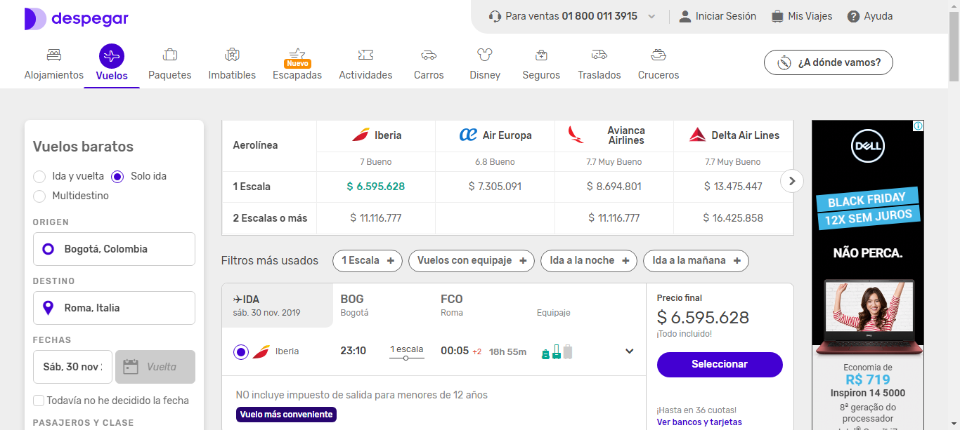 despegar
Para ventas 01 800 011 3915
Iniciar Sesión
Mis Viajes
Ayuda
Alojamientos
Vuelos
Paquetes
Imbatibles
Nuevo
Escapadas
Actividades
Carros
Disney
Seguros
Traslados
Cruceros
¿A dónde vamos?
Vuelos baratos
Ida y vuelta
Solo ida
Multidestino
ORIGEN
Bogotá, Colombia
DESTINO
Roma, Italia
FECHAS
Sáb. 30 nov
Vuelta
Todavía no he decidido la fecha
PASAJEROS Y CLASE
Aerolínea
Iberia
Air Europa
Avianca Airlines
Delta Air Lines
7 Bueno
6.8 Bueno
7.7 Muy Bueno
7.7 Muy Bueno
1 Escala
$ 6.595.628
$ 7.305.091
$ 8.694.801
$ 13.475.447
2 Escalas o más
$ 11.116.777
$ 11.116.777
$ 16.425.858
Filtros más usados
1 Escala +
Vuelos con equipaje +
Ida a la noche +
Ida a la mañana +
IDA
sáb. 30 nov. 2019
BOG
Bogotá
FCO
Roma
Equipaje
Iberia
23:10
1 escala
00:05 +2
18h 55m
NO incluye impuesto de salida para menores de 12 años
Vuelo más conveniente
Precio final
$ 6.595.628
¡Todo incluido!
Seleccionar
¡Hasta en 36 cuotas!
Ver bancos y tarjetas
DELL
BLACK FRIDAY
12X SEM JUROS
NÃO PERCA.
Economia de
R$ 719
Inspiron 14 5000
8ª geração do
processador